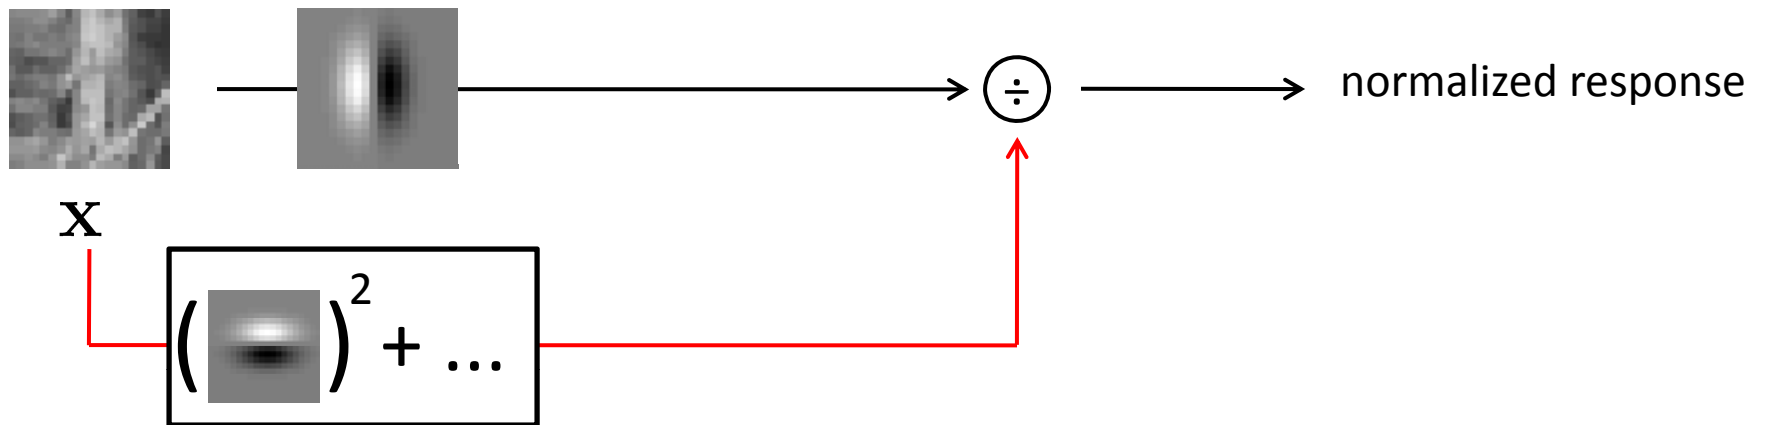 ÷ normalized response
x
( )² + ...